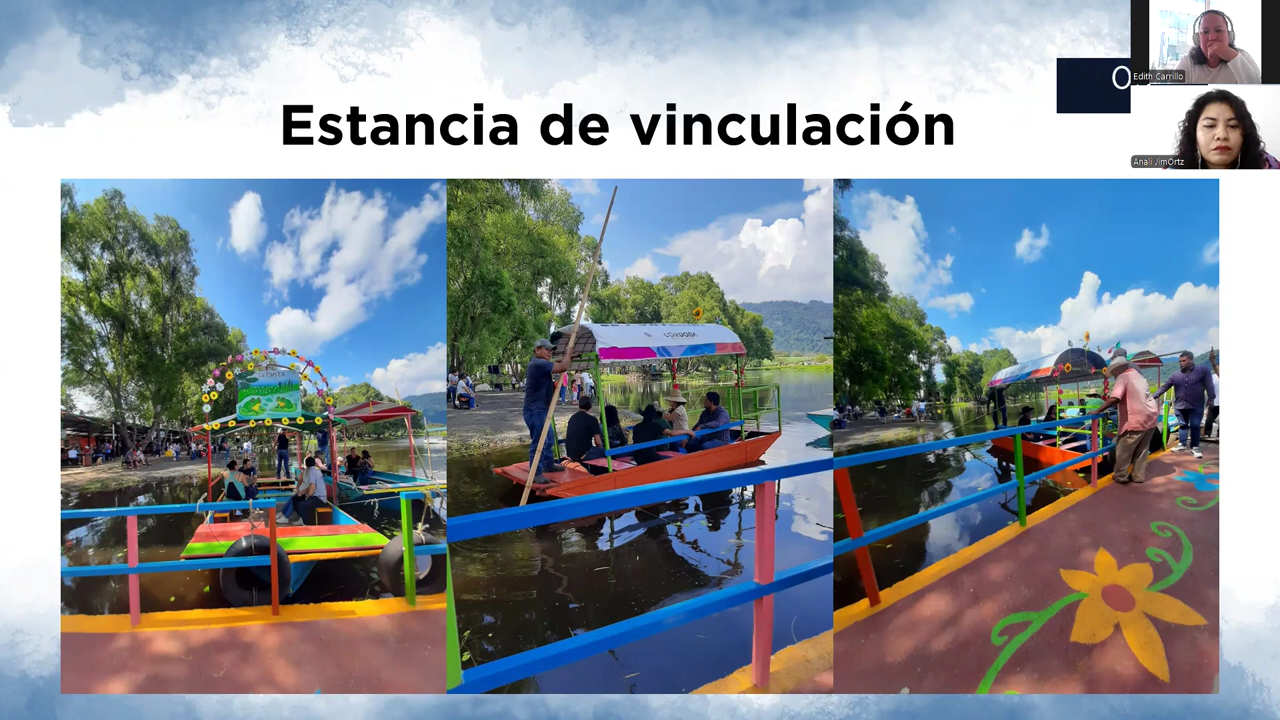 Estancia de vinculación
O
Edith Carrillo
Anali JimOrtz